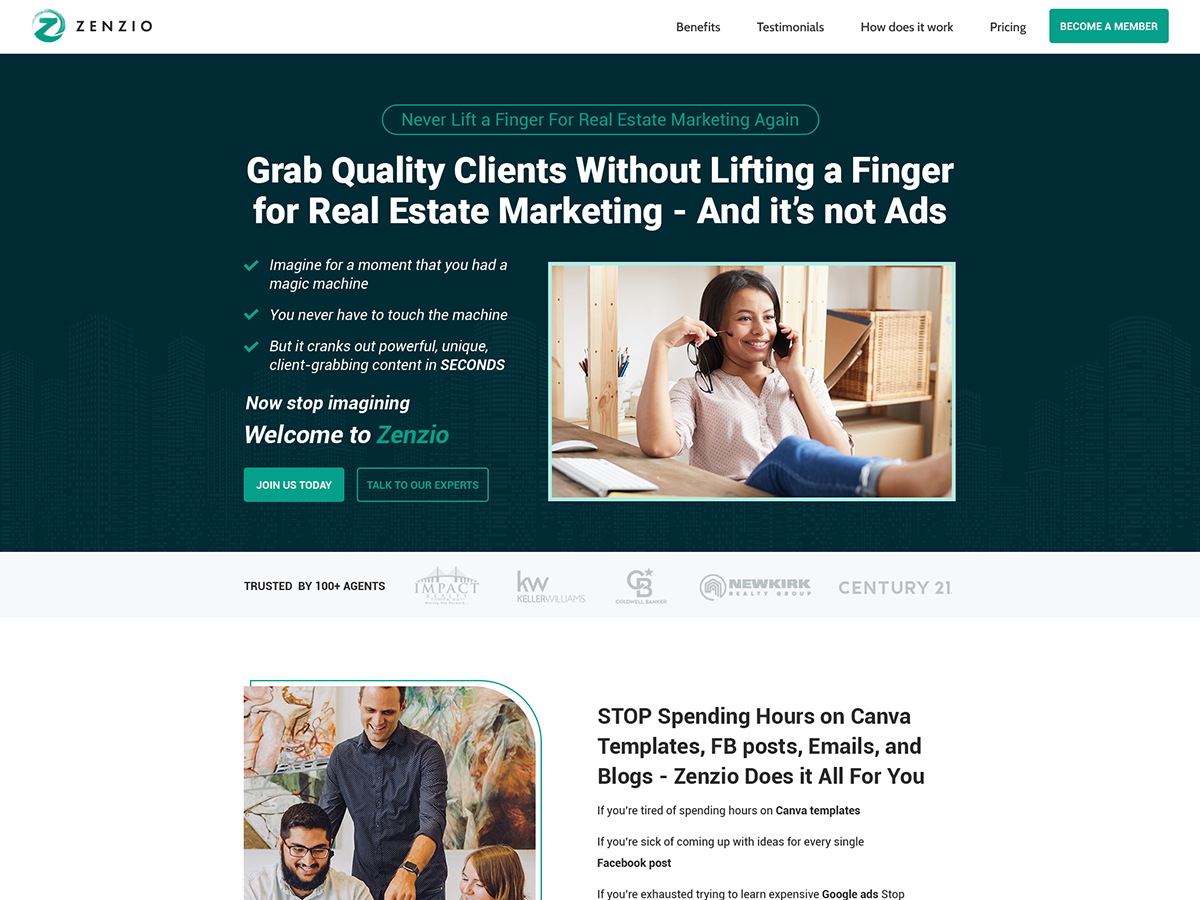 ZENZIO
Benefits
Testimonials
How does it work
Pricing
BECOME A MEMBER
Never Lift a Finger For Real Estate Marketing Again
Grab Quality Clients Without Lifting a Finger
for Real Estate Marketing - And it's not Ads
Imagine for a moment that you had a
magic machine
You never have to touch the machine
But it cranks out powerful, unique,
client-grabbing content in SECONDS
Now stop imagining
Welcome to Zenzio
JOIN US TODAY
TALK TO OUR EXPERTS
TRUSTED BY 100+ AGENTS
IMPACT
REALTY
kw
KELLERWILLIAMS.
CB
COLDWELL BANKER
NEWKIRK
REALTY GROUP
CENTURY 21.
STOP Spending Hours on Canva
Templates, FB posts, Emails, and
Blogs - Zenzio Does it All For You
If you're tired of spending hours on Canva templates
If you're sick of coming up with ideas for every single
Facebook post
If you're exhausted trying to learn expensive Google ads Stop